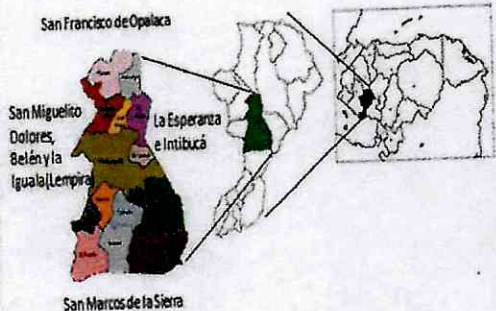 San Francisco de Opalaca
San Miguelito
Dolores,
Belén y la
Iguala(Lempira)
La Esperanza
e Intibucá
San Marcos de la Sierra